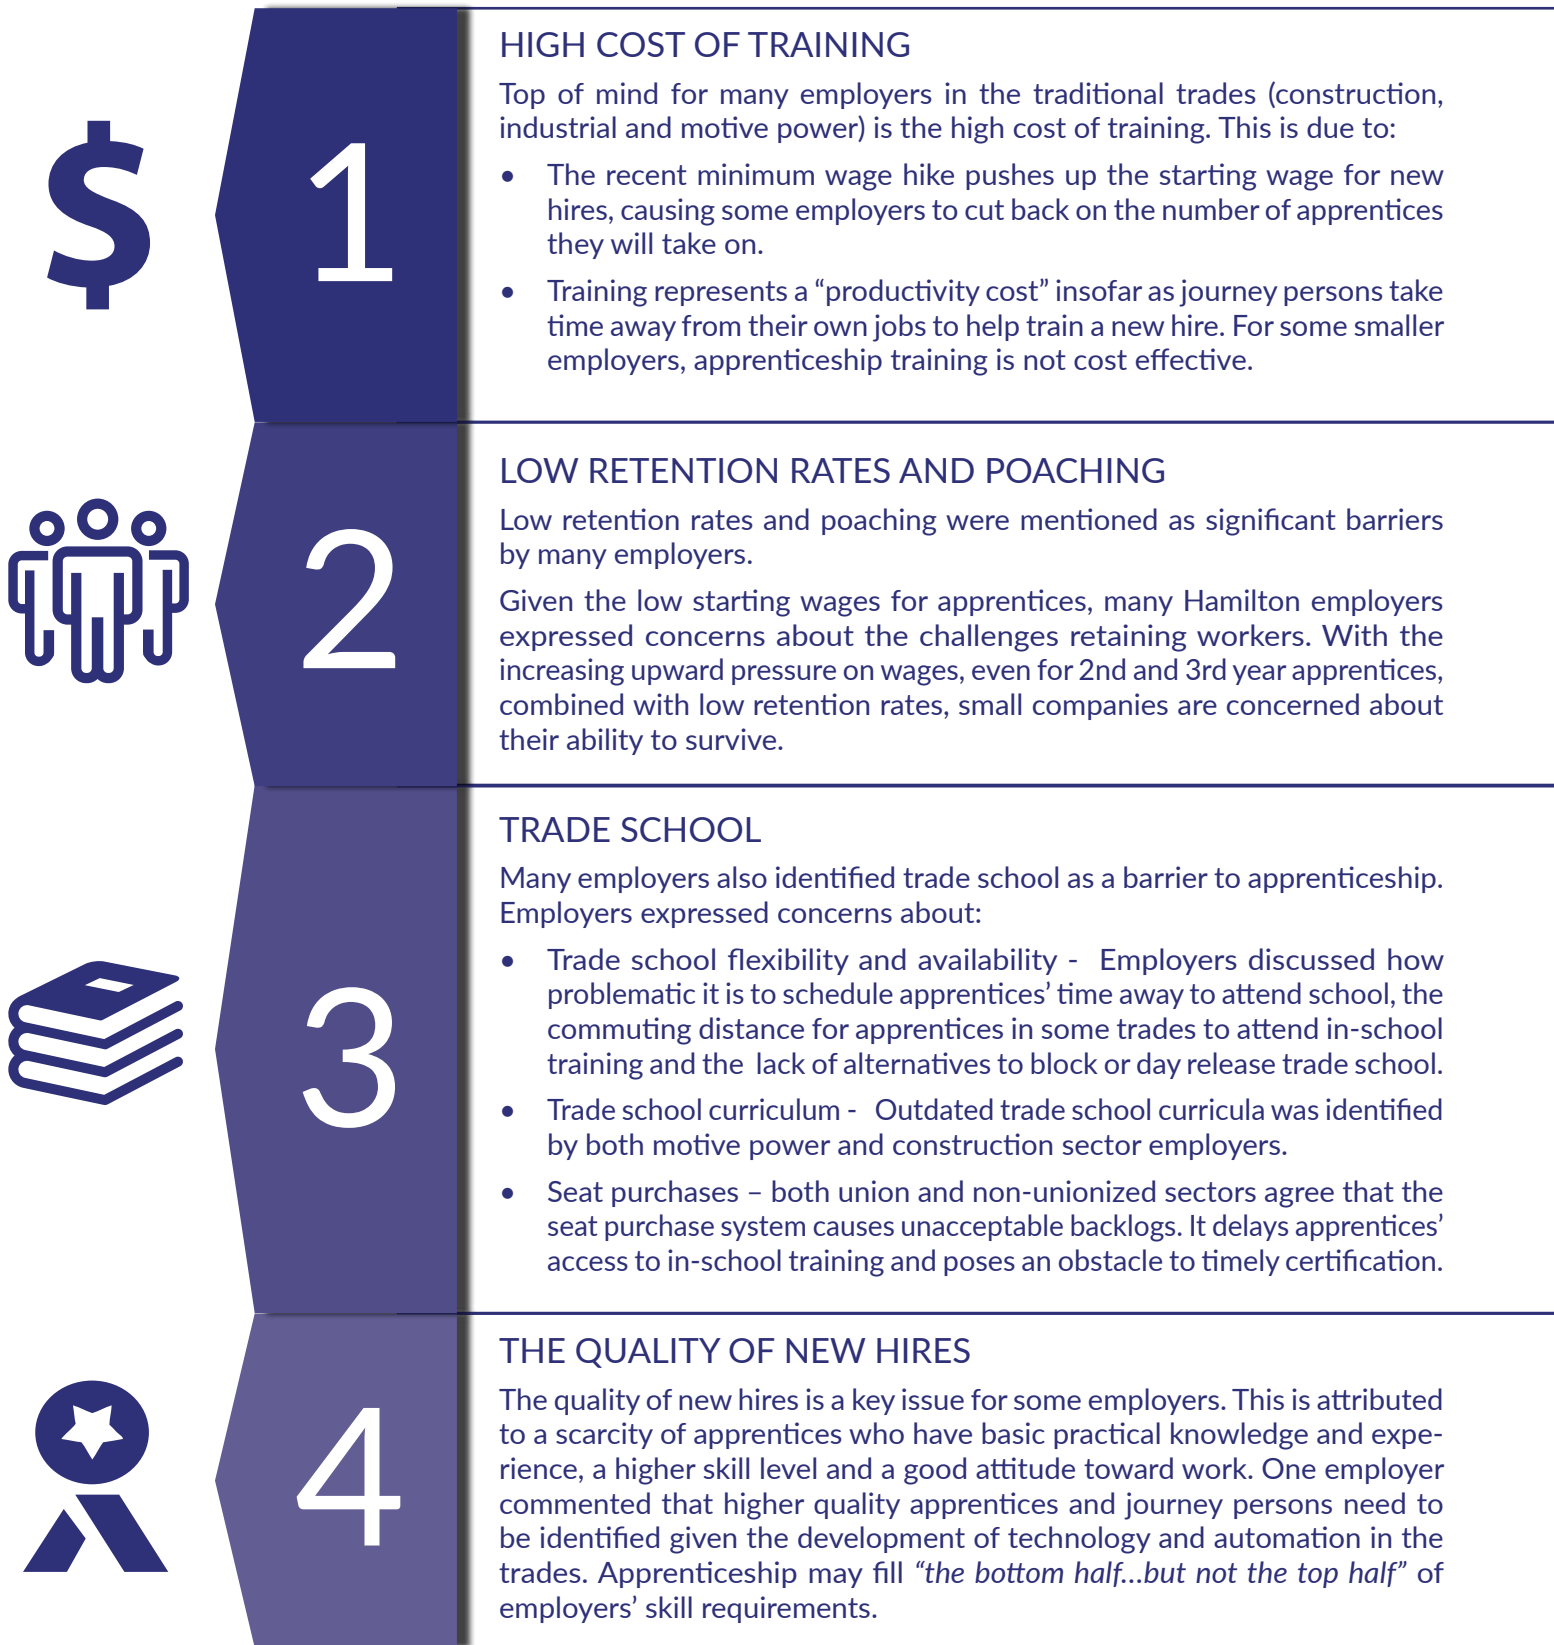 1
HIGH COST OF TRAINING
Top of mind for many employers in the traditional trades (construction,
industrial and motive power) is the high cost of training. This is due to:
• The recent minimum wage hike pushes up the starting wage for new
hires, causing some employers to cut back on the number of apprentices
they will take on.
• Training represents a “productivity cost” insofar as journey persons take
time away from their own jobs to help train a new hire. For some smaller
employers, apprenticeship training is not cost effective.
2
LOW RETENTION RATES AND POACHING
Low retention rates and poaching were mentioned as significant barriers
by many employers.
Given the low starting wages for apprentices, many Hamilton employers
expressed concerns about the challenges retaining workers. With the
increasing upward pressure on wages, even for 2nd and 3rd year apprentices,
combined with low retention rates, small companies are concerned about
their ability to survive.
3
TRADE SCHOOL
Many employers also identified trade school as a barrier to apprenticeship.
Employers expressed concerns about:
• Trade school flexibility and availability -  Employers discussed how
problematic it is to schedule apprentices’ time away to attend school, the
commuting distance for apprentices in some trades to attend in-school
training and the  lack of alternatives to block or day release trade school.
• Trade school curriculum -  Outdated trade school curricula was identified
by both motive power and construction sector employers.
• Seat purchases – both union and non-unionized sectors agree that the
seat purchase system causes unacceptable backlogs. It delays apprentices’
access to in-school training and poses an obstacle to timely certification.
4
THE QUALITY OF NEW HIRES
The quality of new hires is a key issue for some employers. This is attributed
to a scarcity of apprentices who have basic practical knowledge and expe-
rience, a higher skill level and a good attitude toward work. One employer
commented that higher quality apprentices and journey persons need to
be identified given the development of technology and automation in the
trades. Apprenticeship may fill “the bottom half...but not the top half” of
employers’ skill requirements.